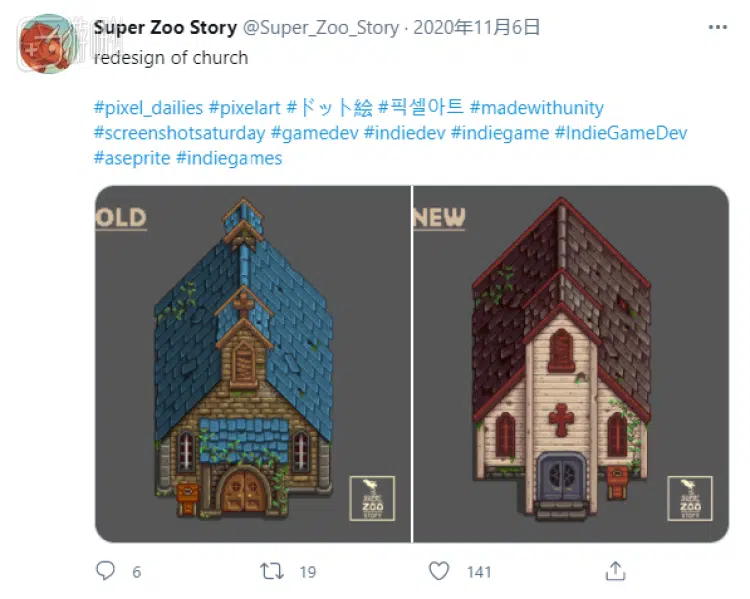 Super Zoo Story @Super_Zoo_Story · 2020年11月6日
redesign of church
#pixel_dailies #pixelart #ドット絵 #픽셀아트 #madewithunity
#screenshotsaturday #gamedev #indiedev #indiegame #IndieGameDev
#aseprite #indiegames
OLD
NEW
SUPER
ZOO
STORY
SUPER
ZOO
STORY
6
19
141